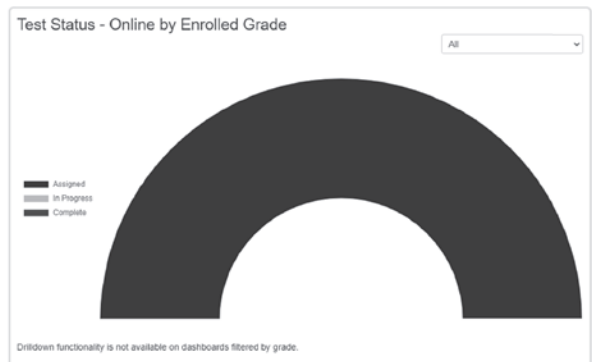 Test Status - Online by Enrolled Grade
All
Assigned
In Progress
Complete
Drilldown functionality is not available on dashboards filtered by grade.